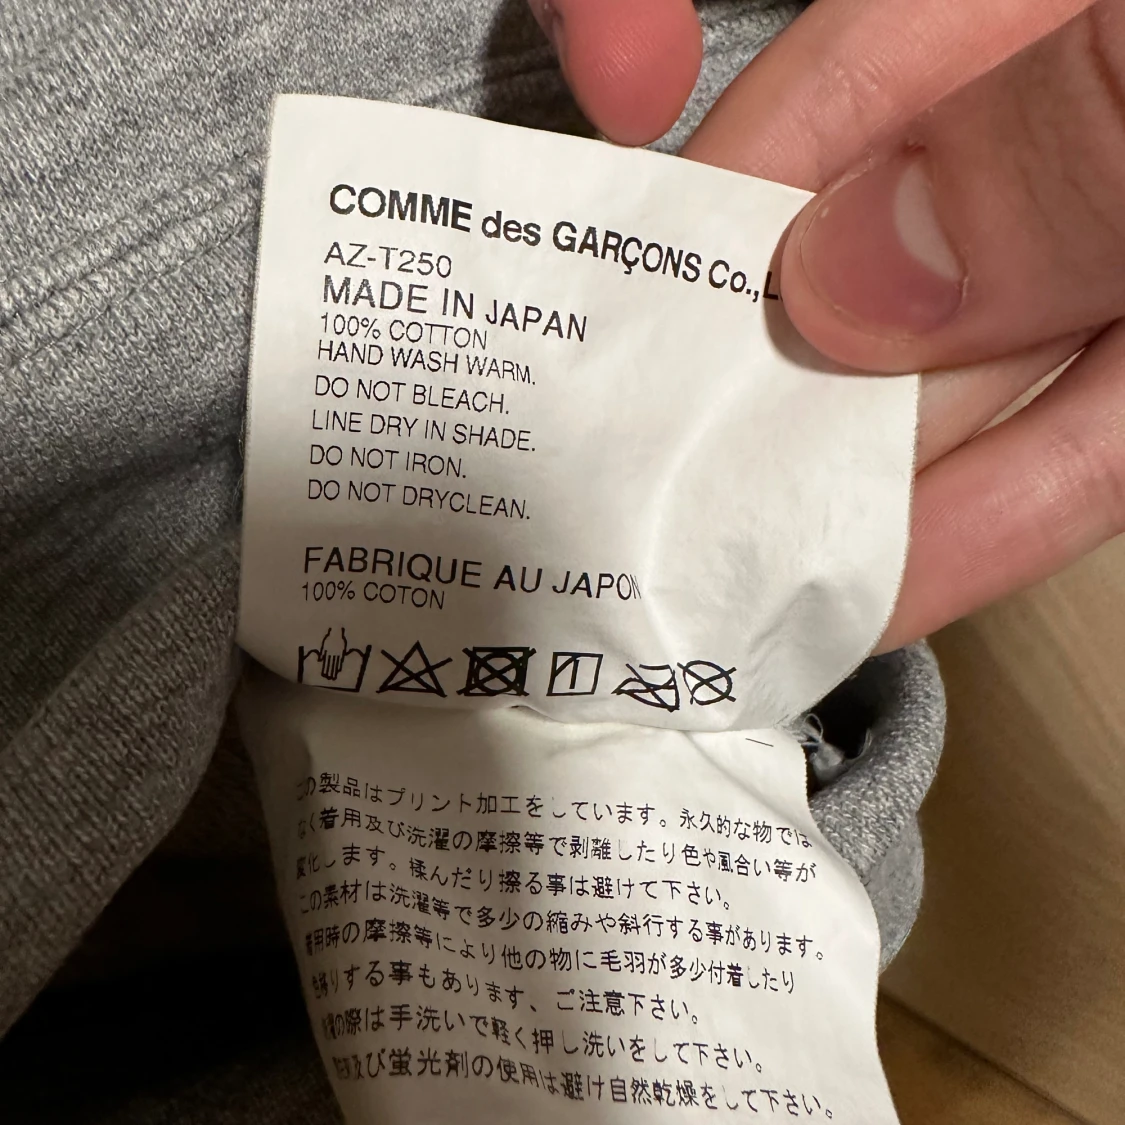 COMME des GARÇONS Co., L
AZ-T250
MADE IN JAPAN
100% COTTON
HAND WASH WARM.
DO NOT BLEACH.
LINE DRY IN SHADE.
DO NOT IRON.
DO NOT DRYCLEAN.
FABRIQUE AU JAPON
100% COTON
この製品はプリント加工をしています。永久的な物では
なく着用及び洗濯の摩擦等で剥離したり色や風合い等が
変化します。揉んだり擦る事は避けて下さい。
この素材は洗濯等で多少の縮みや斜行する事があります。
着用時の摩擦等により他の物に毛羽が多少付着したり
色移りする事もあります、ご注意下さい。
の際は手洗いで軽く押し洗いをして下さい。
及び蛍光剤の使用は避け自然乾燥をして下さい。